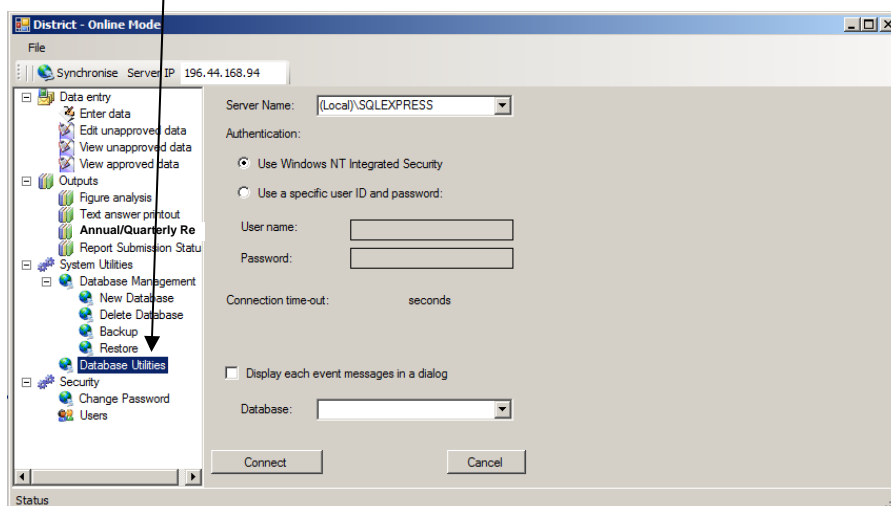 District - Online Mode
File
Synchronise Server IP 196.44.168.94
Data entry
Enter data
Edit unapproved data
View unapproved data
View approved data
Outputs
Figure analysis
Text answer printout
Annual/Quarterly Re
Report Submission Statu
System Utilities
Database Management
New Database
Delete Database
Backup
Restore
Database Utilities
Security
Change Password
Users
Server Name: (Local)\SQLEXPRESS
Authentication:
Use Windows NT Integrated Security
Use a specific user ID and password:
User name:
Password:
Connection time-out: seconds
Display each event messages in a dialog
Database:
Connect Cancel
Status